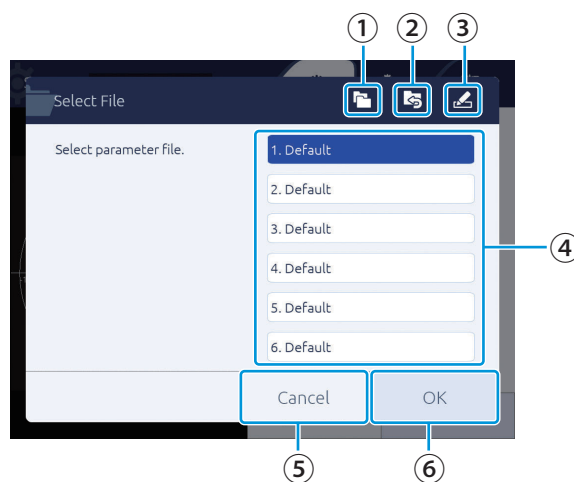 ① ② ③
Select File
Select parameter file.
1. Default
2. Default
3. Default
④
4. Default
5. Default
6. Default
Cancel
OK
⑤ ⑥